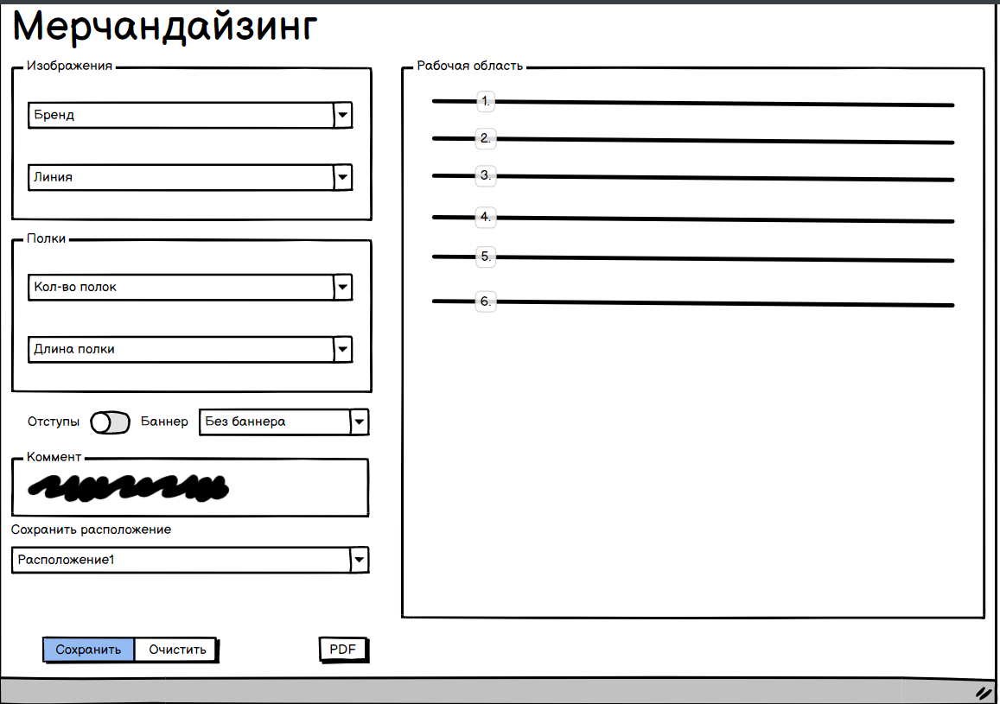 Мерчандайзинг
Изображения
Бренд
Линия
Полки
Кол-во полок
Длина полки
Отступы Баннер Без баннера
Коммент
Сохранить расположение
Расположение1
Сохранить Очистить PDF
Рабочая область
1.
2.
3.
4.
5.
6.